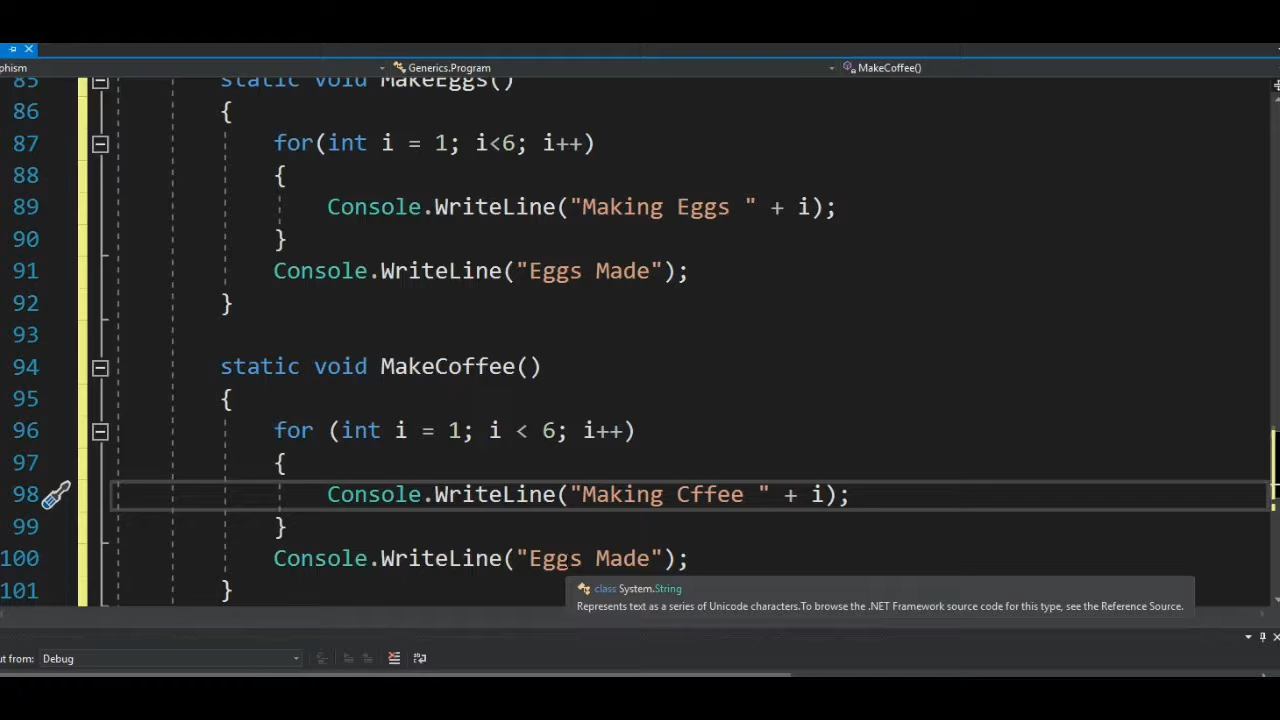 phism Generics.Program MakeCoffee()
85 static void MakeEggs()
86 {
87 for(int i = 1; i<6; i++)
88 {
89 Console.WriteLine("Making Eggs " + i);
90 }
91 Console.WriteLine("Eggs Made");
92 }
93
94 static void MakeCoffee()
95 {
96 for (int i = 1; i < 6; i++)
97 {
98 Console.WriteLine("Making Cffee " + i);
99 }
100 Console.WriteLine("Eggs Made");
class System.String
101 }
Represents text as a series of Unicode characters.To browse the .NET Framework source code for this type, see the Reference Source.
ut from: Debug